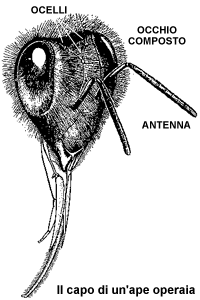 OCELLI
OCCHIO
COMPOSTO
ANTENNA
Il capo di un'ape operaia